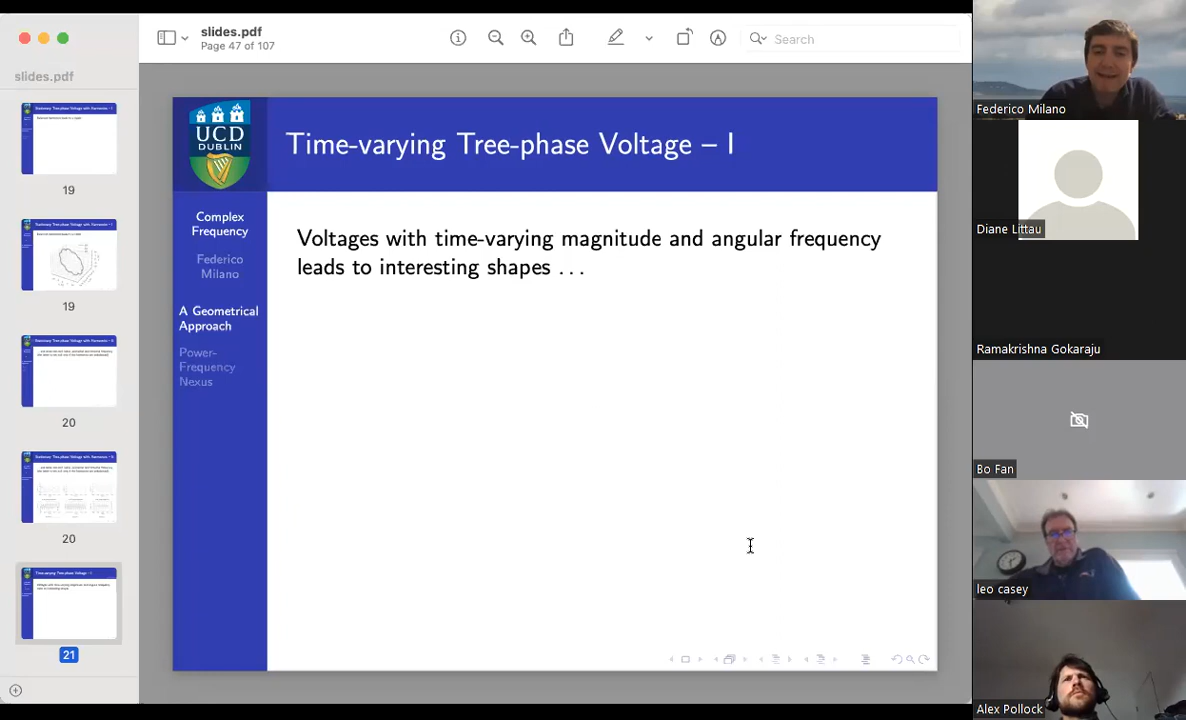 slides.pdf
Page 47 of 107
Search
slides.pdf
19
19
20
20
21
UCD
DUBLIN
Time-varying Tree-phase Voltage – I
Complex
Frequency
Federico
Milano
A Geometrical
Approach
Power-
Frequency
Nexus
Voltages with time-varying magnitude and angular frequency
leads to interesting shapes . . .
Federico Milano
Diane Littau
Ramakrishna Gokaraju
Bo Fan
leo casey
Alex Pollock